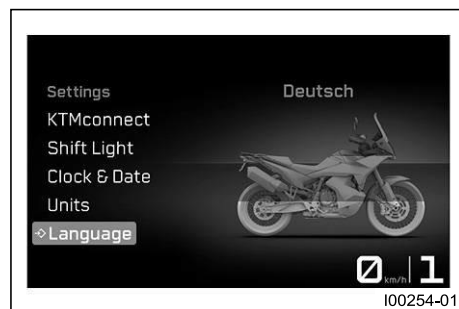 Settings
Deutsch
KTMconnect
Shift Light
Clock & Date
Units
Language
0 km/h 1
I00254-01